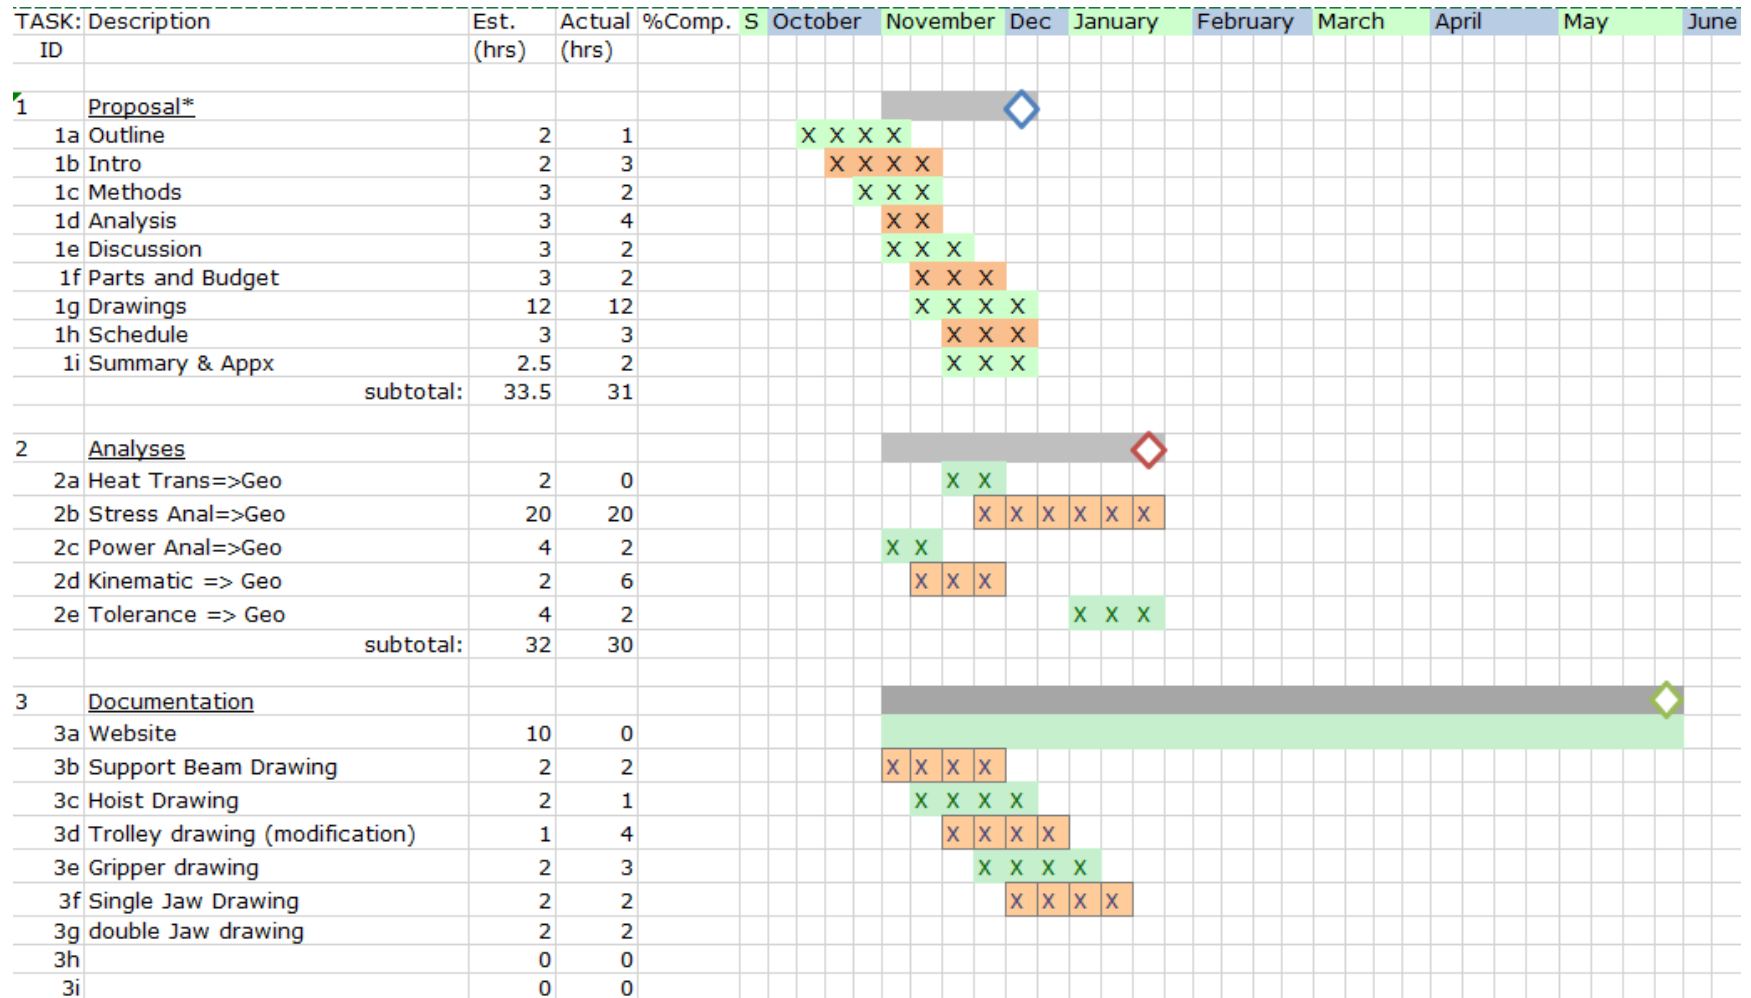 TASK: Description Est. Actual %Comp. S October November Dec January February March April May June
ID (hrs) (hrs)
1 Proposal*
1a Outline 2 1 X X X X
1b Intro 2 3 X X X X
1c Methods 3 2 X X X
1d Analysis 3 4 X X
1e Discussion 3 2 X X X
1f Parts and Budget 3 2 X X X
1g Drawings 12 12 X X X X
1h Schedule 3 3 X X X
1i Summary & Appx 2.5 2 X X X
subtotal: 33.5 31
2 Analyses
2a Heat Trans=>Geo 2 0 X X
2b Stress Anal=>Geo 20 20 X X X X X X
2c Power Anal=>Geo 4 2 X X
2d Kinematic => Geo 2 6 X X X
2e Tolerance => Geo 4 2 X X X
subtotal: 32 30
3 Documentation
3a Website 10 0
3b Support Beam Drawing 2 2 X X X X
3c Hoist Drawing 2 1 X X X X
3d Trolley drawing (modification) 1 4 X X X X
3e Gripper drawing 2 3 X X X X
3f Single Jaw Drawing 2 2 X X X X
3g double Jaw drawing 2 2
3h 0 0
3i 0 0